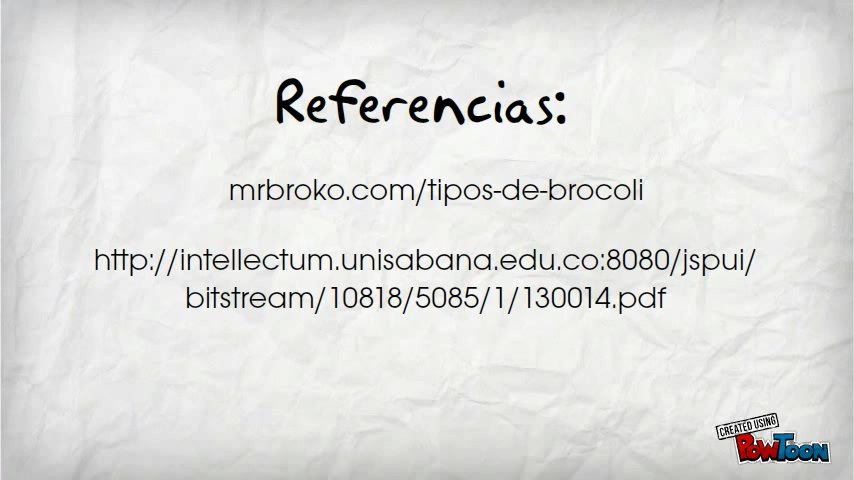 Referencias:
mrbroko.com/tipos-de-brocoli
http://intellectum.unisabana.edu.co:8080/jspui/
bitstream/10818/5085/1/130014.pdf
CREATED USING
POWTOON